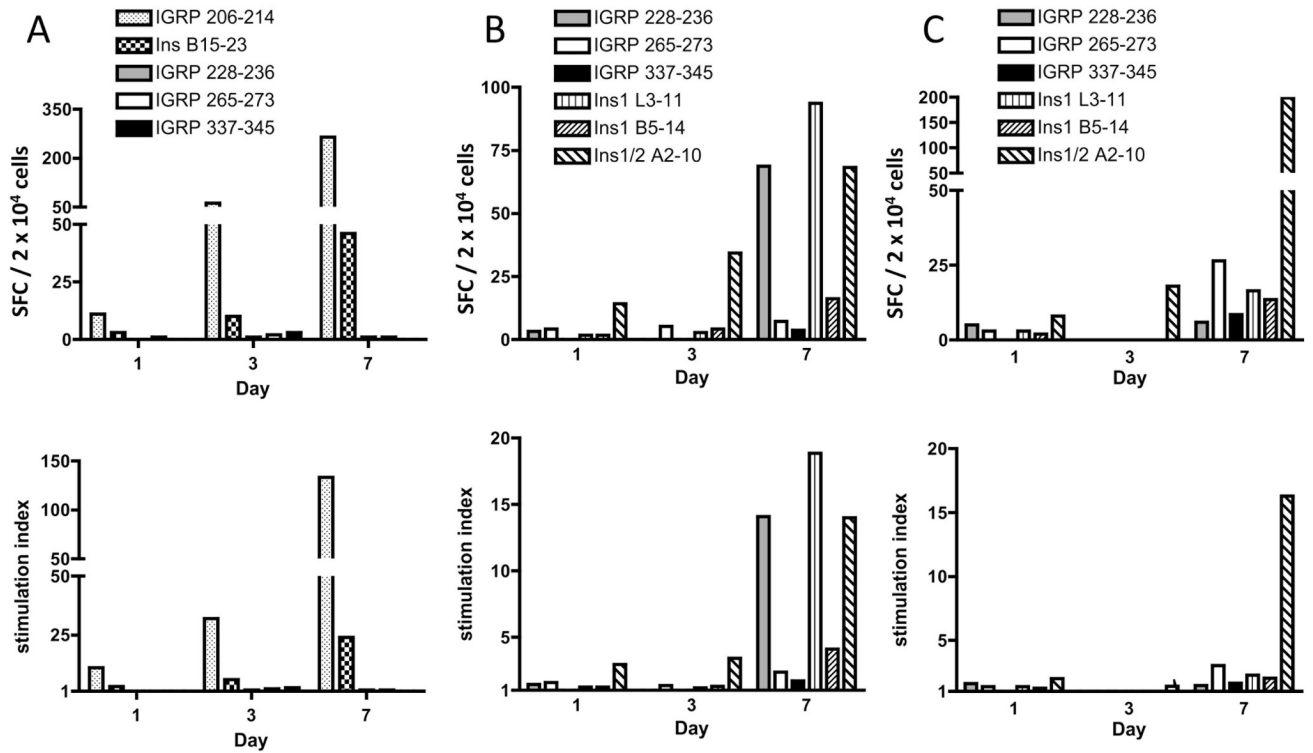 A
IGRP 206-214
Ins B15-23
IGRP 228-236
IGRP 265-273
IGRP 337-345
SFC / 2 x 10⁴ cells
350
200
50
50
25
0
1
3
7
Day
stimulation index
150
100
50
50
25
1
1
3
7
Day
B
IGRP 228-236
IGRP 265-273
IGRP 337-345
Ins1 L3-11
Ins1 B5-14
Ins1/2 A2-10
SFC / 2 x 10⁴ cells
100
75
50
25
0
1
3
7
Day
stimulation index
20
15
10
5
1
1
3
7
Day
C
IGRP 228-236
IGRP 265-273
IGRP 337-345
Ins1 L3-11
Ins1 B5-14
Ins1/2 A2-10
SFC / 2 x 10⁴ cells
200
150
100
50
50
25
0
1
3
7
Day
stimulation index
20
15
10
5
1
1
3
7
Day